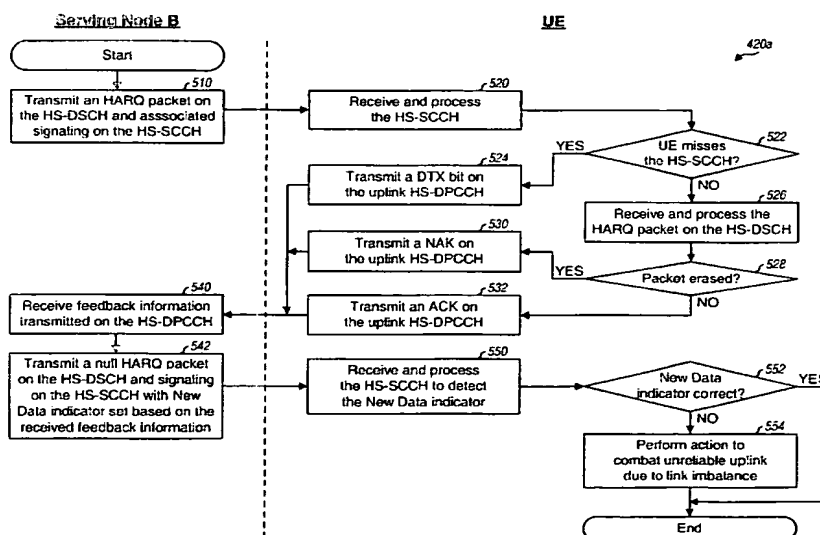 Serving Node B
UE
420a
Start
510
Transmit an HARQ packet on
the HS-DSCH and asssociated
signaling on the HS-SCCH
520
Receive and process
the HS-SCCH
522
UE misses
the HS-SCCH?
YES
NO
524
Transmit a DTX bit on
the uplink HS-DPCCH
526
Receive and process the
HARQ packet on the HS-DSCH
530
Transmit a NAK on
the uplink HS-DPCCH
528
Packet erased?
YES
NO
532
Transmit an ACK on
the uplink HS-DPCCH
540
Receive feedback information
transmitted on the HS-DPCCH
542
Transmit a null HARQ packet
on the HS-DSCH and signaling
on the HS-SCCH with New
Data indicator set based on the
received feedback information
550
Receive and process
the HS-SCCH to detect
the New Data indicator
552
New Data
indicator correct?
YES
NO
554
Perform action to
combat unreliable uplink
due to link imbalance
End